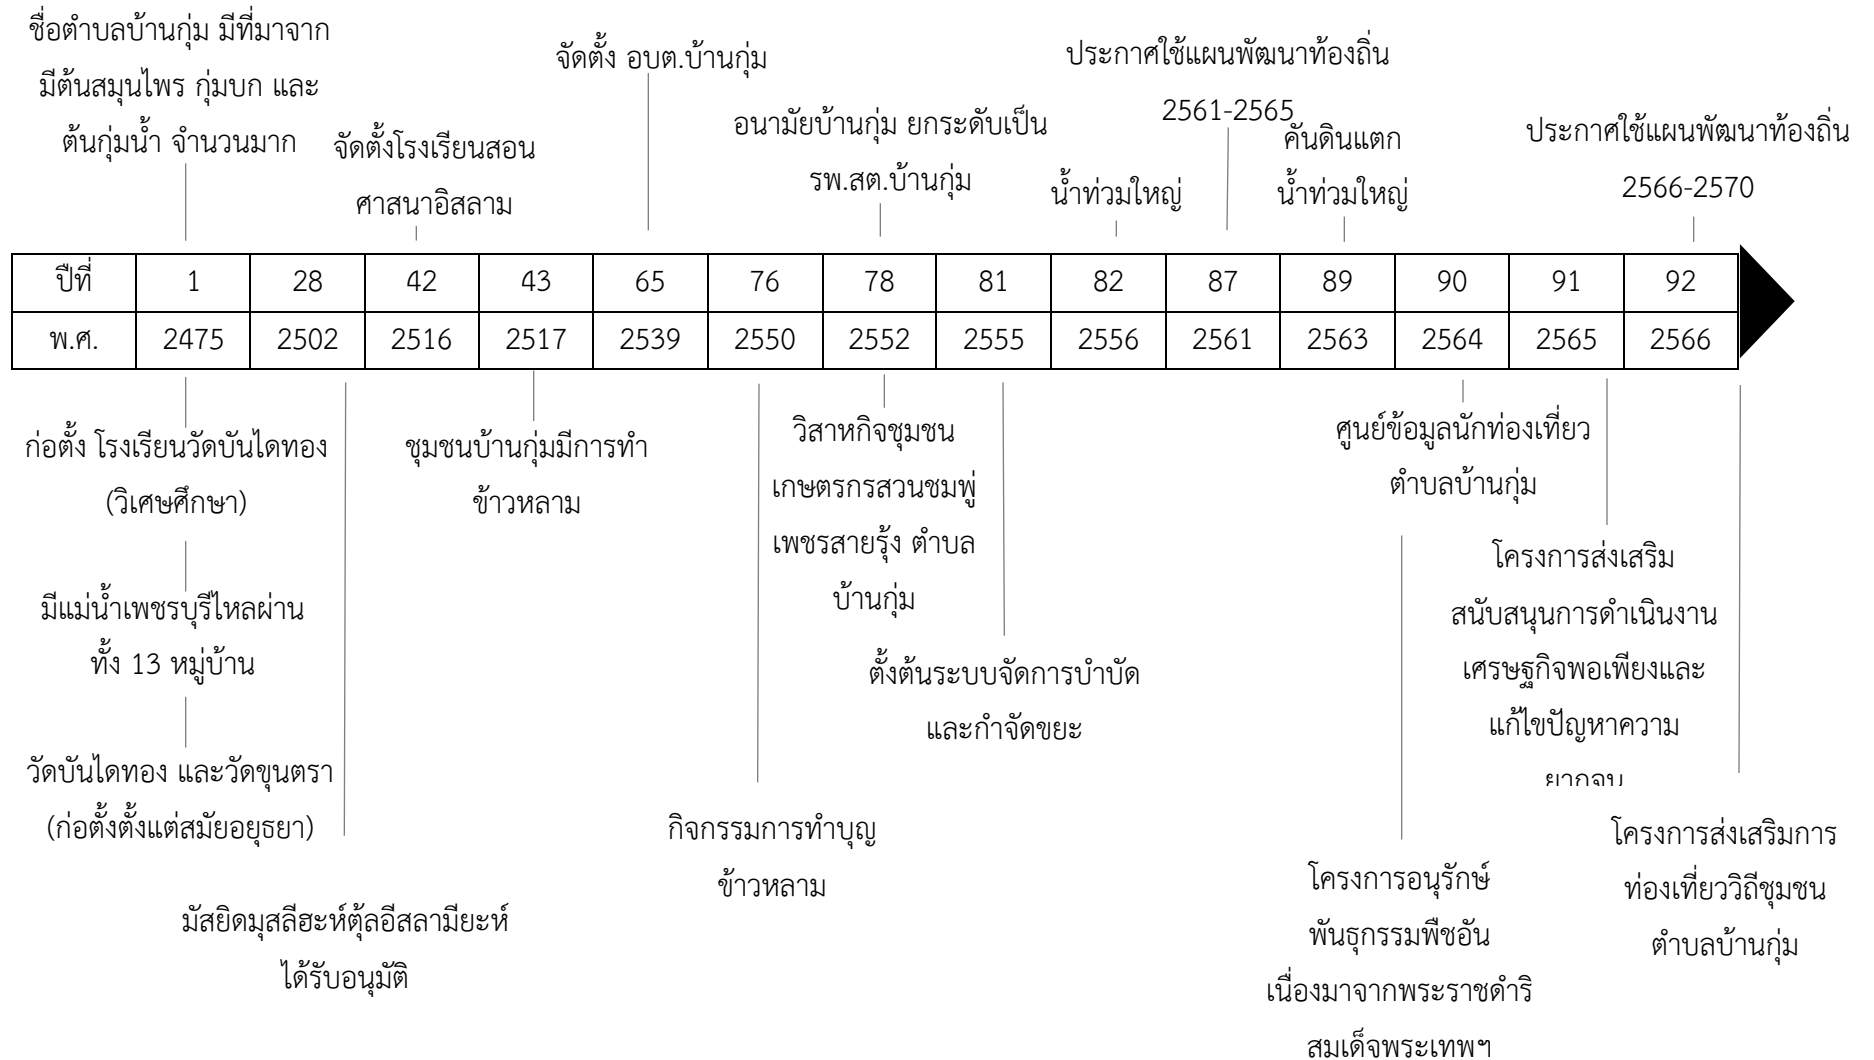 ชื่อตำบลบ้านกุ่ม มีที่มาจาก
มีต้นสมุนไพร กุ่มบก และ
ต้นกุ่มน้ำ จำนวนมาก
จัดตั้งโรงเรียนสอน
ศาสนาอิสลาม
จัดตั้ง อบต.บ้านกุ่ม
อนามัยบ้านกุ่ม ยกระดับเป็น
รพ.สต.บ้านกุ่ม
น้ำท่วมใหญ่
ประกาศใช้แผนพัฒนาท้องถิ่น
2561-2565
คันดินแตก
น้ำท่วมใหญ่
ประกาศใช้แผนพัฒนาท้องถิ่น
2566-2570
ปีที่ 1 28 42 43 65 76 78 81 82 87 89 90 91 92
พ.ศ. 2475 2502 2516 2517 2539 2550 2552 2555 2556 2561 2563 2564 2565 2566
ก่อตั้ง โรงเรียนวัดบันไดทอง
(วิเศษศึกษา)
มีแม่น้ำเพชรบุรีไหลผ่าน
ทั้ง 13 หมู่บ้าน
วัดบันไดทอง และวัดขุนตรา
(ก่อตั้งตั้งแต่สมัยอยุธยา)
มัสยิดมุสลีฮะห์ตุ้ลอีสลามียะห์
ได้รับอนุมัติ
ชุมชนบ้านกุ่มมีการทำ
ข้าวหลาม
กิจกรรมการทำบุญ
ข้าวหลาม
วิสาหกิจชุมชน
เกษตรกรสวนชมพู่
เพชรสายรุ้ง ตำบล
บ้านกุ่ม
ตั้งต้นระบบจัดการบำบัด
และกำจัดขยะ
ศูนย์ข้อมูลนักท่องเที่ยว
ตำบลบ้านกุ่ม
โครงการอนุรักษ์
พันธุกรรมพืชอัน
เนื่องมาจากพระราชดำริ
สมเด็จพระเทพฯ
โครงการส่งเสริม
สนับสนุนการดำเนินงาน
เศรษฐกิจพอเพียงและ
แก้ไขปัญหาความ
ยากจน
โครงการส่งเสริมการ
ท่องเที่ยววิถีชุมชน
ตำบลบ้านกุ่ม